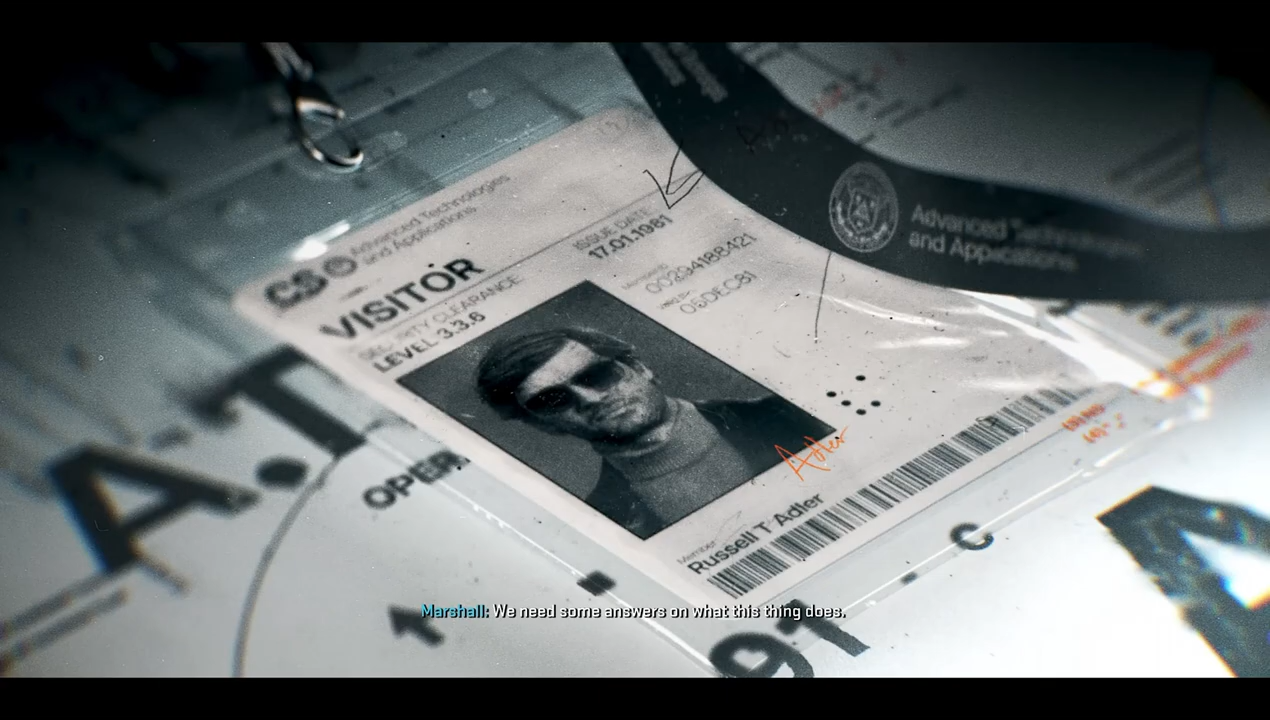 CS
Advanced Technologies
and Applications
VISITOR
SECURITY CLEARANCE
LEVEL 3.3.6
ISSUE DATE
17.01.1981
00294188421
05DEC81
Adler
Member
Russell T Adler
Advanced Technologies
and Applications
A.T
OPER.
C
91
A
Marshall: We need some answers on what this thing does.